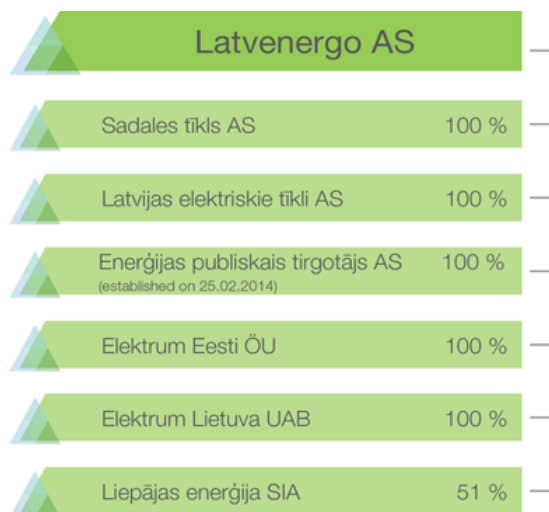 Latvenergo AS
Sadales tīkls AS 100 %
Latvijas elektriskie tīkli AS 100 %
Enerģijas publiskais tirgotājs AS 100 %
(established on 25.02.2014)
Elektrum Eesti ÖU 100 %
Elektrum Lietuva UAB 100 %
Liepājas enerģija SIA 51 %